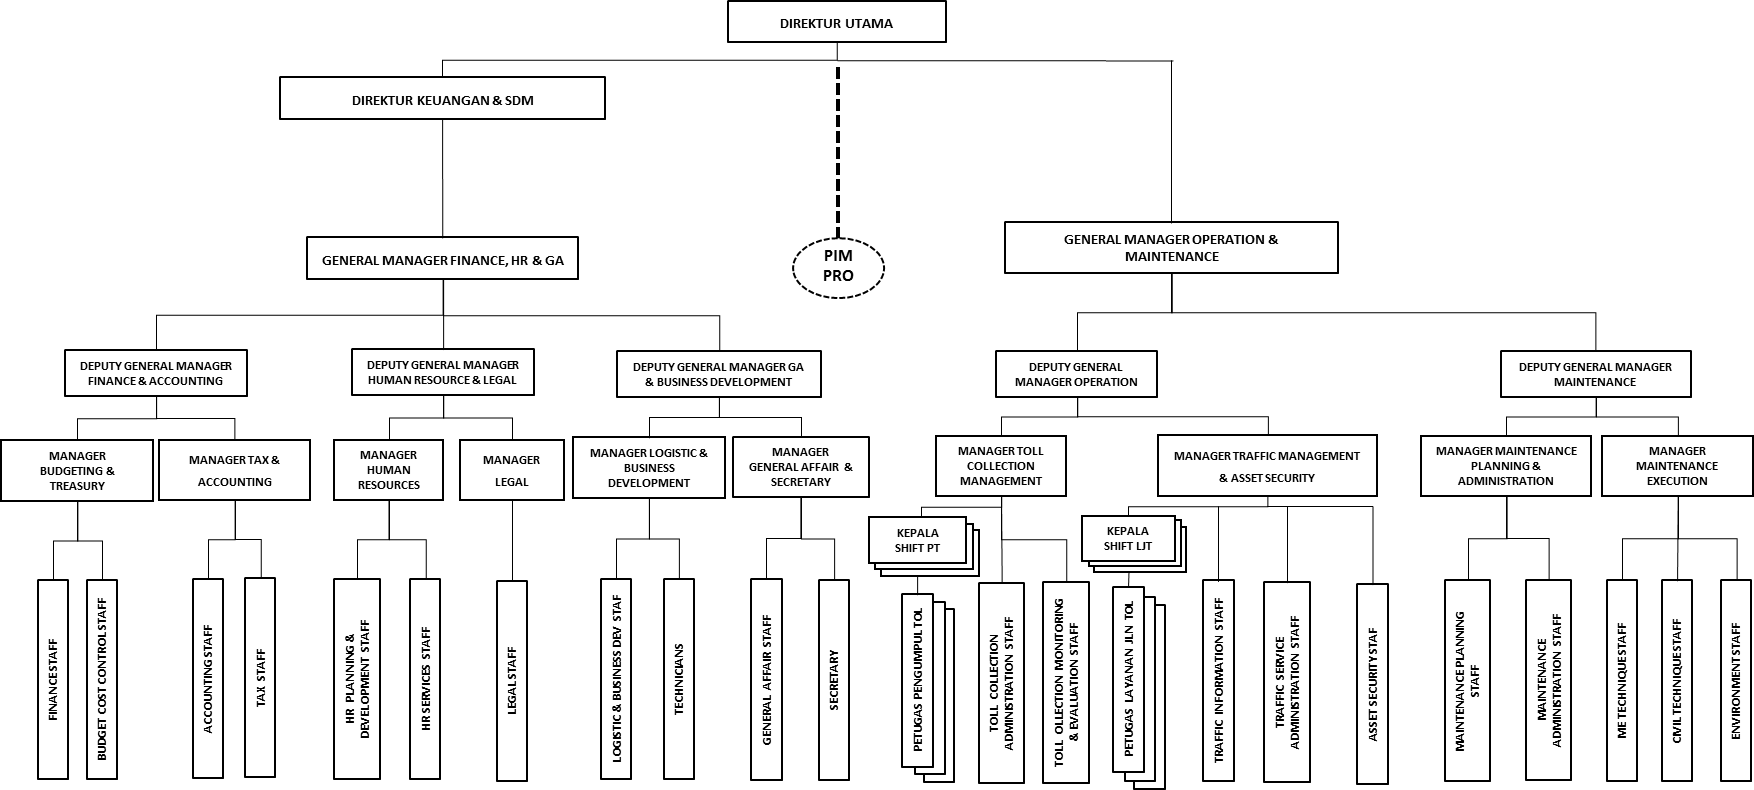 DIREKTUR UTAMA
DIREKTUR KEUANGAN & SDM
GENERAL MANAGER FINANCE, HR & GA
PIM
PRO
GENERAL MANAGER OPERATION &
MAINTENANCE
DEPUTY GENERAL MANAGER
FINANCE & ACCOUNTING
DEPUTY GENERAL MANAGER
HUMAN RESOURCE & LEGAL
DEPUTY GENERAL MANAGER GA
& BUSINESS DEVELOPMENT
DEPUTY GENERAL
MANAGER OPERATION
DEPUTY GENERAL MANAGER
MAINTENANCE
MANAGER
BUDGETING &
TREASURY
MANAGER TAX &
ACCOUNTING
MANAGER
HUMAN
RESOURCES
MANAGER
LEGAL
MANAGER LOGISTIC &
BUSINESS
DEVELOPMENT
MANAGER
GENERAL AFFAIR &
SECRETARY
MANAGER TOLL
COLLECTION
MANAGEMENT
MANAGER TRAFFIC MANAGEMENT
& ASSET SECURITY
MANAGER MAINTENANCE
PLANNING &
ADMINISTRATION
MANAGER
MAINTENANCE
EXECUTION
KEPALA
SHIFT PT
KEPALA
SHIFT LJT
FINANCE STAFF
BUDGET COST CONTROL STAFF
ACCOUNTING STAFF
TAX STAFF
HR PLANNING &
DEVELOPMENT STAFF
HR SERVICES STAFF
LEGAL STAFF
LOGISTIC & BUSINESS DEV STAF
TECHNICIANS
GENERAL AFFAIR STAFF
SECRETARY
PETUGAS PENGUMPUL TOL
TOLL COLLECTION
ADMINISTRATION STAFF
TOLL OLLECTION MONITORING
& EVALUATION STAFF
PETUGAS LAYANAN JLN TOL
TRAFFIC INFORMATION STAFF
TRAFFIC SERVICE
ADMINISTRATION STAFF
ASSET SECURITY STAF
MAINTENANCE PLANNING
STAFF
MAINTENANCE
ADMINISTRATION STAFF
ME TECHNIQUE STAFF
CIVIL TECHNIQUE STAFF
ENVIRONMENT STAFF